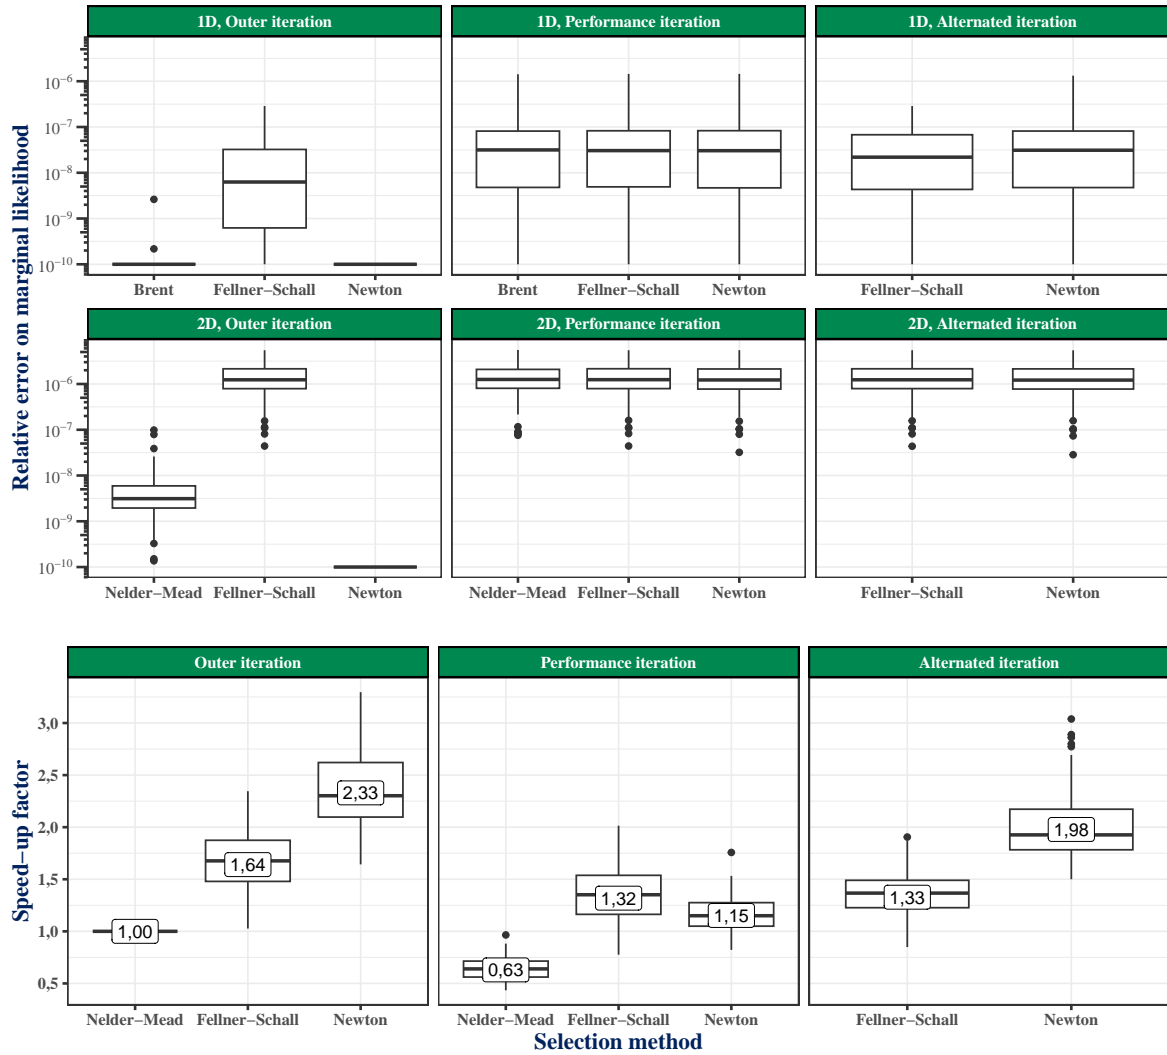 1D, Outer iteration
1D, Performance iteration
1D, Alternated iteration
Relative error on marginal likelihood
10⁻⁶
10⁻⁷
10⁻⁸
10⁻⁹
10⁻¹⁰
Brent
Fellner−Schall
Newton
Brent
Fellner−Schall
Newton
Fellner−Schall
Newton
2D, Outer iteration
2D, Performance iteration
2D, Alternated iteration
10⁻⁶
10⁻⁷
10⁻⁸
10⁻⁹
10⁻¹⁰
Nelder−Mead
Fellner−Schall
Newton
Nelder−Mead
Fellner−Schall
Newton
Fellner−Schall
Newton
Outer iteration
Performance iteration
Alternated iteration
Speed−up factor
3,0
2,5
2,0
1,5
1,0
0,5
1,00
1,64
2,33
0,63
1,32
1,15
1,33
1,98
Nelder−Mead
Fellner−Schall
Newton
Nelder−Mead
Fellner−Schall
Newton
Fellner−Schall
Newton
Selection method